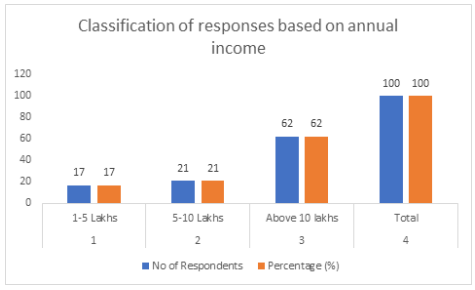 Classification of responses based on annual
income
120
100
80
60
40
20
0
17 17
21 21
62 62
100 100
1-5 Lakhs 5-10 Lakhs Above 10 lakhs Total
1 2 3 4
No of Respondents Percentage (%)